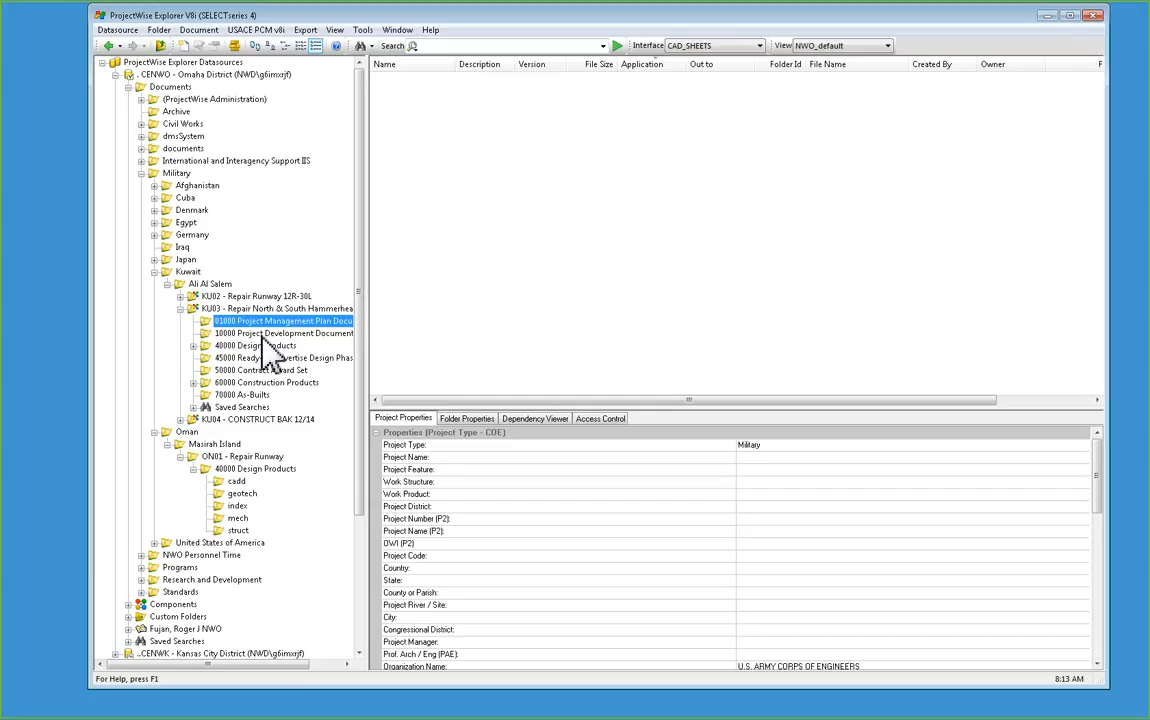 ProjectWise Explorer V8i (SELECTseries 4)
Datasource Folder Document USACE PCM v8i Export View Tools Window Help
Search Interface CAD_SHEETS View NWO_default
ProjectWise Explorer Datasources
. CENWO - Omaha District (NWD\g6imxrjf)
Documents
(ProjectWise Administration)
Archive
Civil Works
dmsSystem
documents
International and Interagency Support IIS
Military
Afghanistan
Cuba
Denmark
Egypt
Germany
Iraq
Japan
Kuwait
Ali Al Salem
KU02 - Repair Runway 12R-30L
KU03 - Repair North & South Hammerhea
01000 Project Management Plan Docu
10000 Project Development Document
40000 Design Products
45000 Ready- ertise Design Phas
50000 Contract Award Set
60000 Construction Products
70000 As-Builts
Saved Searches
KU04 - CONSTRUCT BAK 12/14
Oman
Masirah Island
ON01 - Repair Runway
40000 Design Products
cadd
geotech
index
mech
struct
United States of America
NWO Personnel Time
Programs
Research and Development
Standards
Components
Custom Folders
Fujan, Roger J NWO
Saved Searches
..CENWK - Kansas City District (NWD\g6imxrjf)
Name Description Version File Size Application Out to Folder Id File Name Created By Owner F
Project Properties Folder Properties Dependency Viewer Access Control
Properties (Project Type - COE)
Project Type: Military
Project Name:
Project Feature:
Work Structure:
Work Product:
Project District:
Project Number (P2):
Project Name (P2):
OWI (P2)
Project Code:
Country:
State:
County or Parish:
Project River / Site:
City:
Congressional District:
Project Manager:
Prof. Arch / Eng (PAE):
Organization Name: U.S. ARMY CORPS OF ENGINEERS
For Help, press F1 8:13 AM